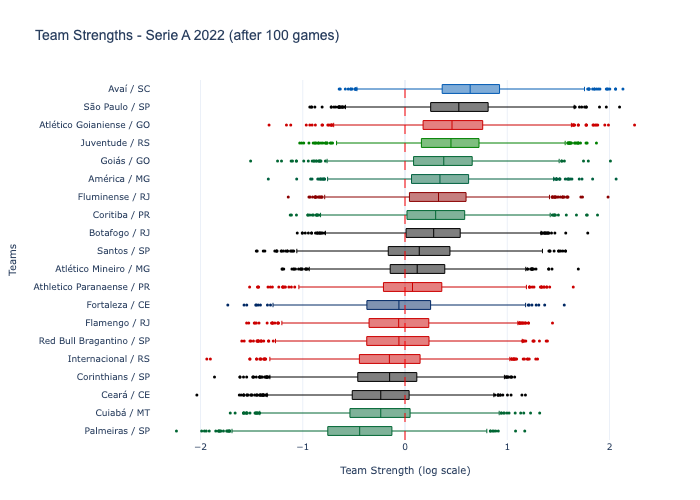 Team Strengths - Serie A 2022 (after 100 games)
Avaí / SC
São Paulo / SP
Atlético Goianiense / GO
Juventude / RS
Goiás / GO
América / MG
Fluminense / RJ
Coritiba / PR
Botafogo / RJ
Santos / SP
Atlético Mineiro / MG
Athletico Paranaense / PR
Fortaleza / CE
Flamengo / RJ
Red Bull Bragantino / SP
Internacional / RS
Corinthians / SP
Ceará / CE
Cuiabá / MT
Palmeiras / SP
Teams
−2 −1 0 1 2
Team Strength (log scale)